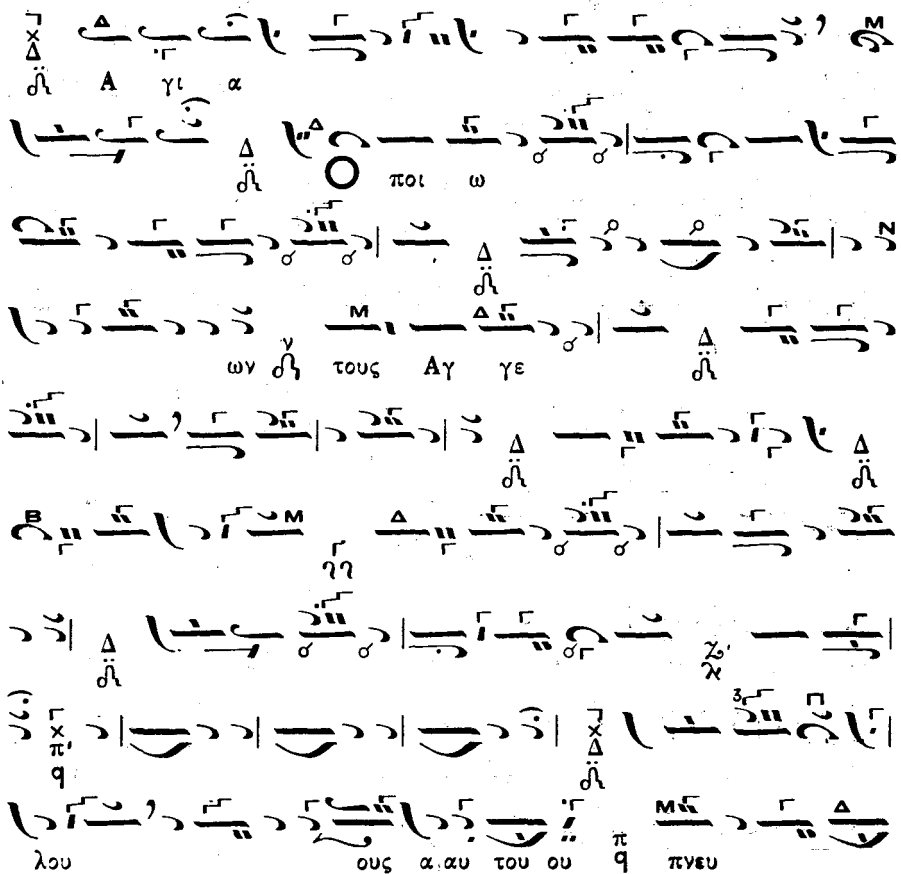 Α γι α
Ο ποι ω
ων τους Αγ γε
λου ους α αυ του ου πνευ